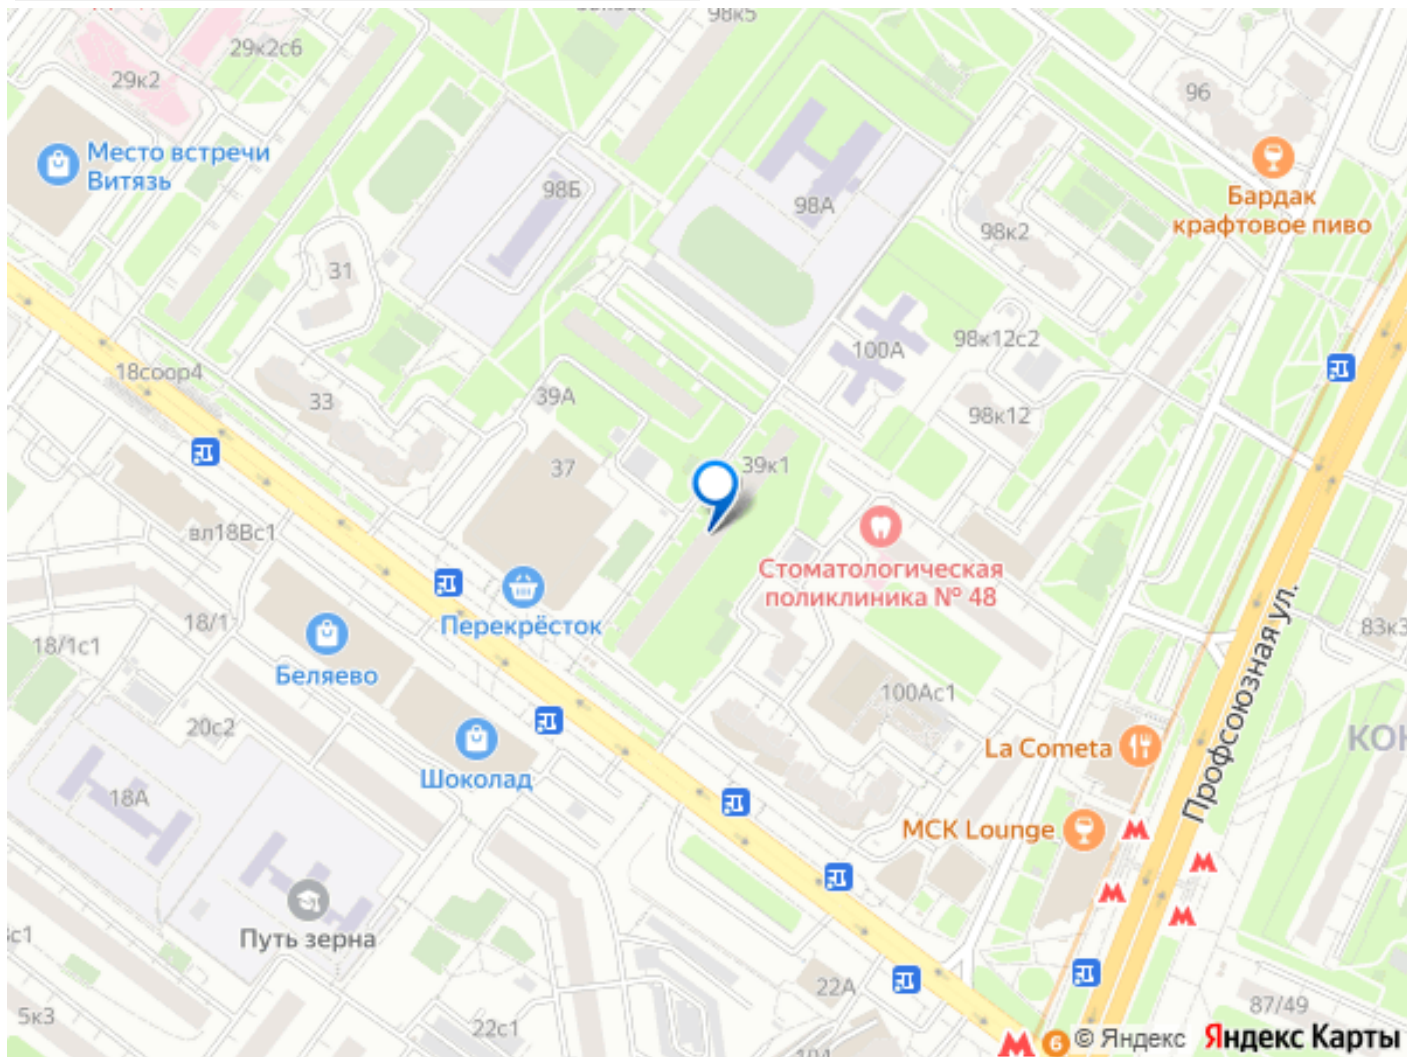 98к5
29к2с6
29к2
96
Место встречи
Витязь
98Б
98А
Бардак
крафтовое пиво
98к2
31
98к12с2
100А
18соор4
39А
33
98к12
37
39к1
вл18Вс1
Стоматологическая
поликлиника № 48
18/1
Перекрёсток
18/1с1
Беляево
83к3
Профсоюзная ул.
100Ас1
20с2
КОН
La Cometa
Шоколад
18А
МСК Lounge
Путь зерна
с1
22А
5к3
22с1
87/49
6
© Яндекс
Яндекс Карты